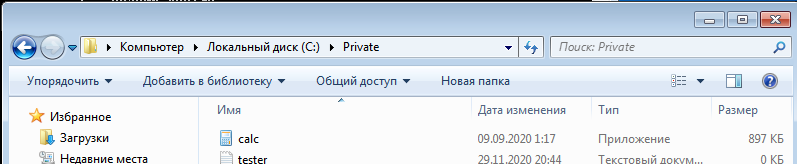 Компьютер ▸ Локальный диск (C:) ▸ Private
Поиск: Private
Упорядочить Добавить в библиотеку Общий доступ Новая папка
Избранное
Загрузки
Недавние места
Имя Дата изменения Тип Размер
calc 09.09.2020 1:17 Приложение 897 КБ
tester 29.11.2020 20:44 Текстовый докум... 0 КБ